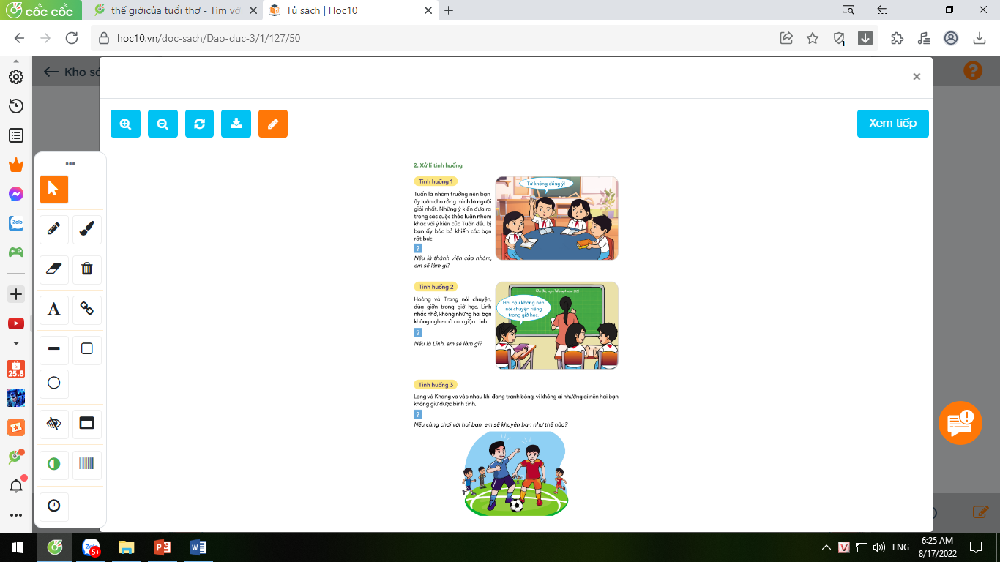 cốc cốc
thế giớicủa tuổi thơ - Tìm vớ
Tủ sách | Hoc10
hoc10.vn/doc-sach/Dao-duc-3/1/127/50
Kho sá
Xem tiếp
2. Xử lí tình huống
Tình huống 1
Tuấn là nhóm trưởng nên bạn
ấy luôn cho rằng mình là người
giỏi nhất. Những ý kiến đưa ra
trong các cuộc thảo luận nhóm
khác với ý kiến của Tuấn đều bị
bạn ấy bác bỏ khiến các bạn
rất bực.
?
Nếu là thành viên của nhóm,
em sẽ làm gì?
Tớ không đồng ý!
Tình huống 2
Hoàng và Trang nói chuyện,
đùa giỡn trong giờ học. Linh
nhắc nhở, không những hai bạn
không nghe mà còn giận Linh.
?
Nếu là Linh, em sẽ làm gì?
Hai cậu không nên
nói chuyện riêng
trong giờ học.
Tình huống 3
Long và Khang va vào nhau khi đang tranh bóng, vì không ai nhường ai nên hai bạn
không giữ được bình tĩnh.
?
Nếu cùng chơi với hai bạn, em sẽ khuyên bạn như thế nào?
Zalo
25.8
A
Zalo
5+
ENG
6:25 AM
8/17/2022